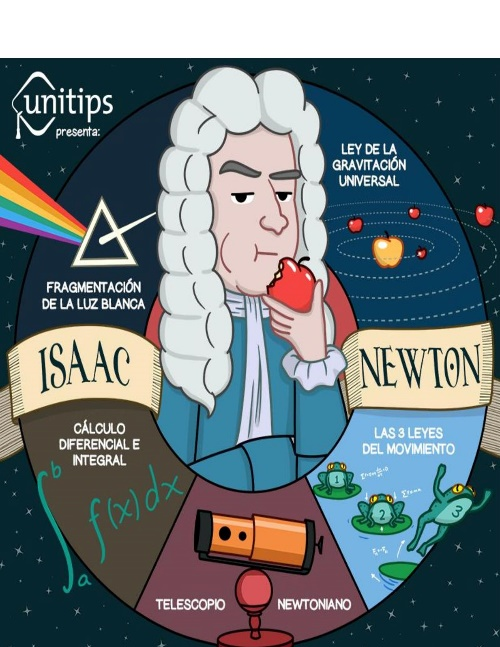 unitips
presenta:
LEY DE LA
GRAVITACIÓN
UNIVERSAL
FRAGMENTACIÓN
DE LA LUZ BLANCA
ISAAC
NEWTON
CÁLCULO
DIFERENCIAL E
INTEGRAL
∫
b
a
f(x)dx
LAS 3 LEYES
DEL MOVIMIENTO
1
2
3
TELESCOPIO
NEWTONIANO